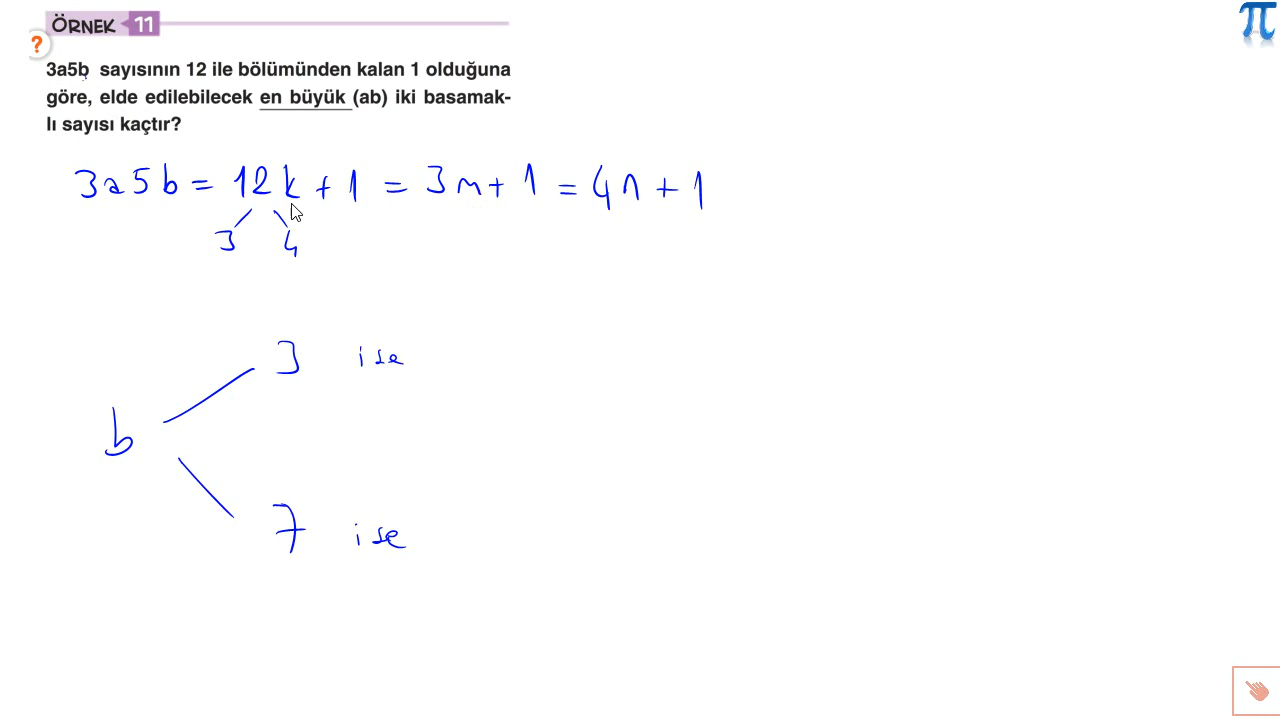 ÖRNEK 11
?
π
3a5b sayısının 12 ile bölümünden kalan 1 olduğuna
göre, elde edilebilecek en büyük (ab) iki basamak-
lı sayısı kaçtır?
3a5b = 12k + 1 = 3m + 1 = 4n + 1
3 4
3 ise
b
7 ise